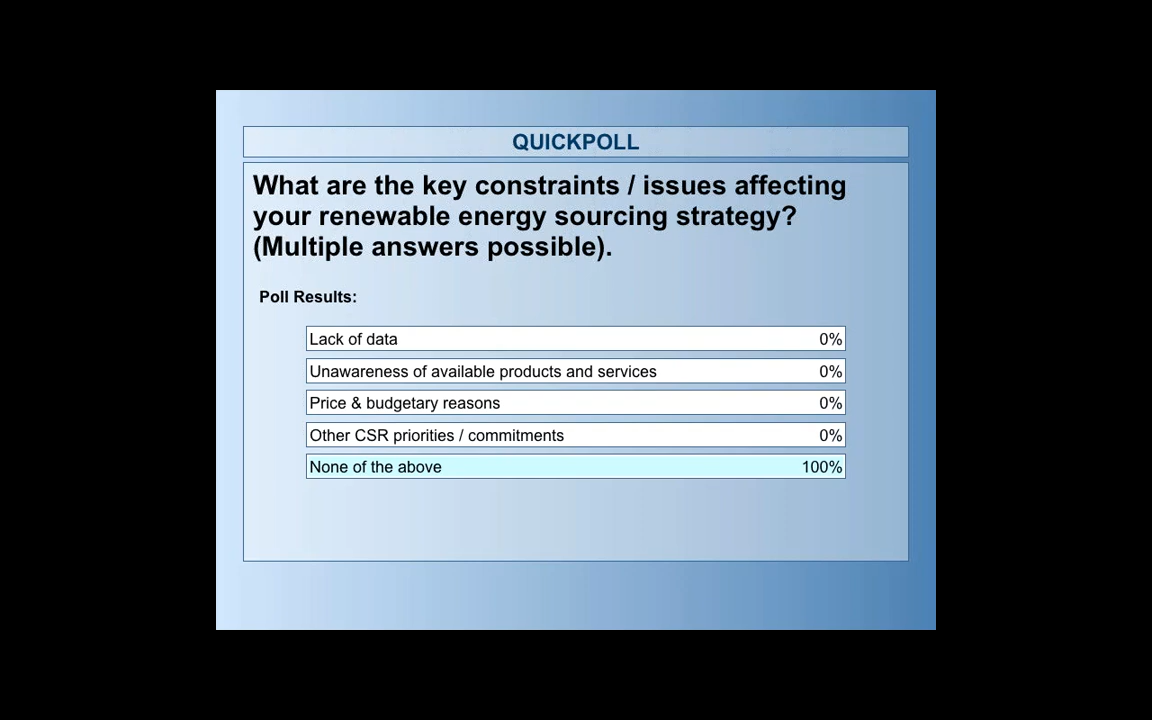 QUICKPOLL
What are the key constraints / issues affecting
your renewable energy sourcing strategy?
(Multiple answers possible).
Poll Results:
Lack of data 0%
Unawareness of available products and services 0%
Price & budgetary reasons 0%
Other CSR priorities / commitments 0%
None of the above 100%